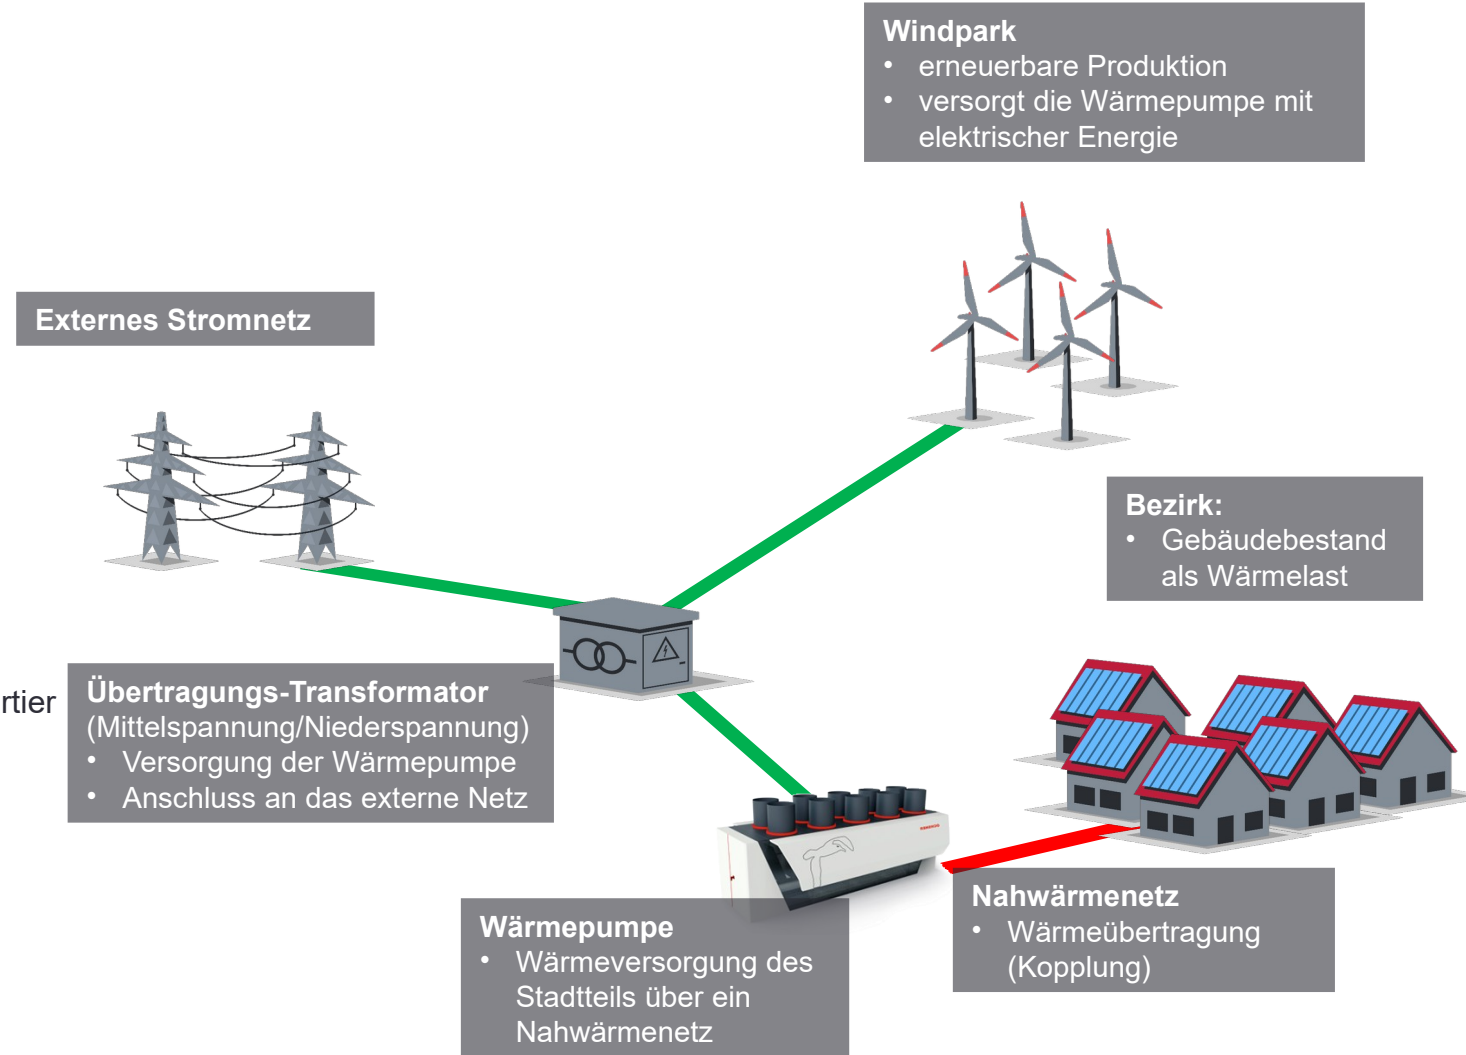 Windpark
• erneuerbare Produktion
• versorgt die Wärmepumpe mit
elektrischer Energie
Externes Stromnetz
Bezirk:
• Gebäudebestand
als Wärmelast
rtier
Übertragungs-Transformator
(Mittelspannung/Niederspannung)
• Versorgung der Wärmepumpe
• Anschluss an das externe Netz
Nahwärmenetz
• Wärmeübertragung
(Kopplung)
Wärmepumpe
• Wärmeversorgung des
Stadtteils über ein
Nahwärmenetz